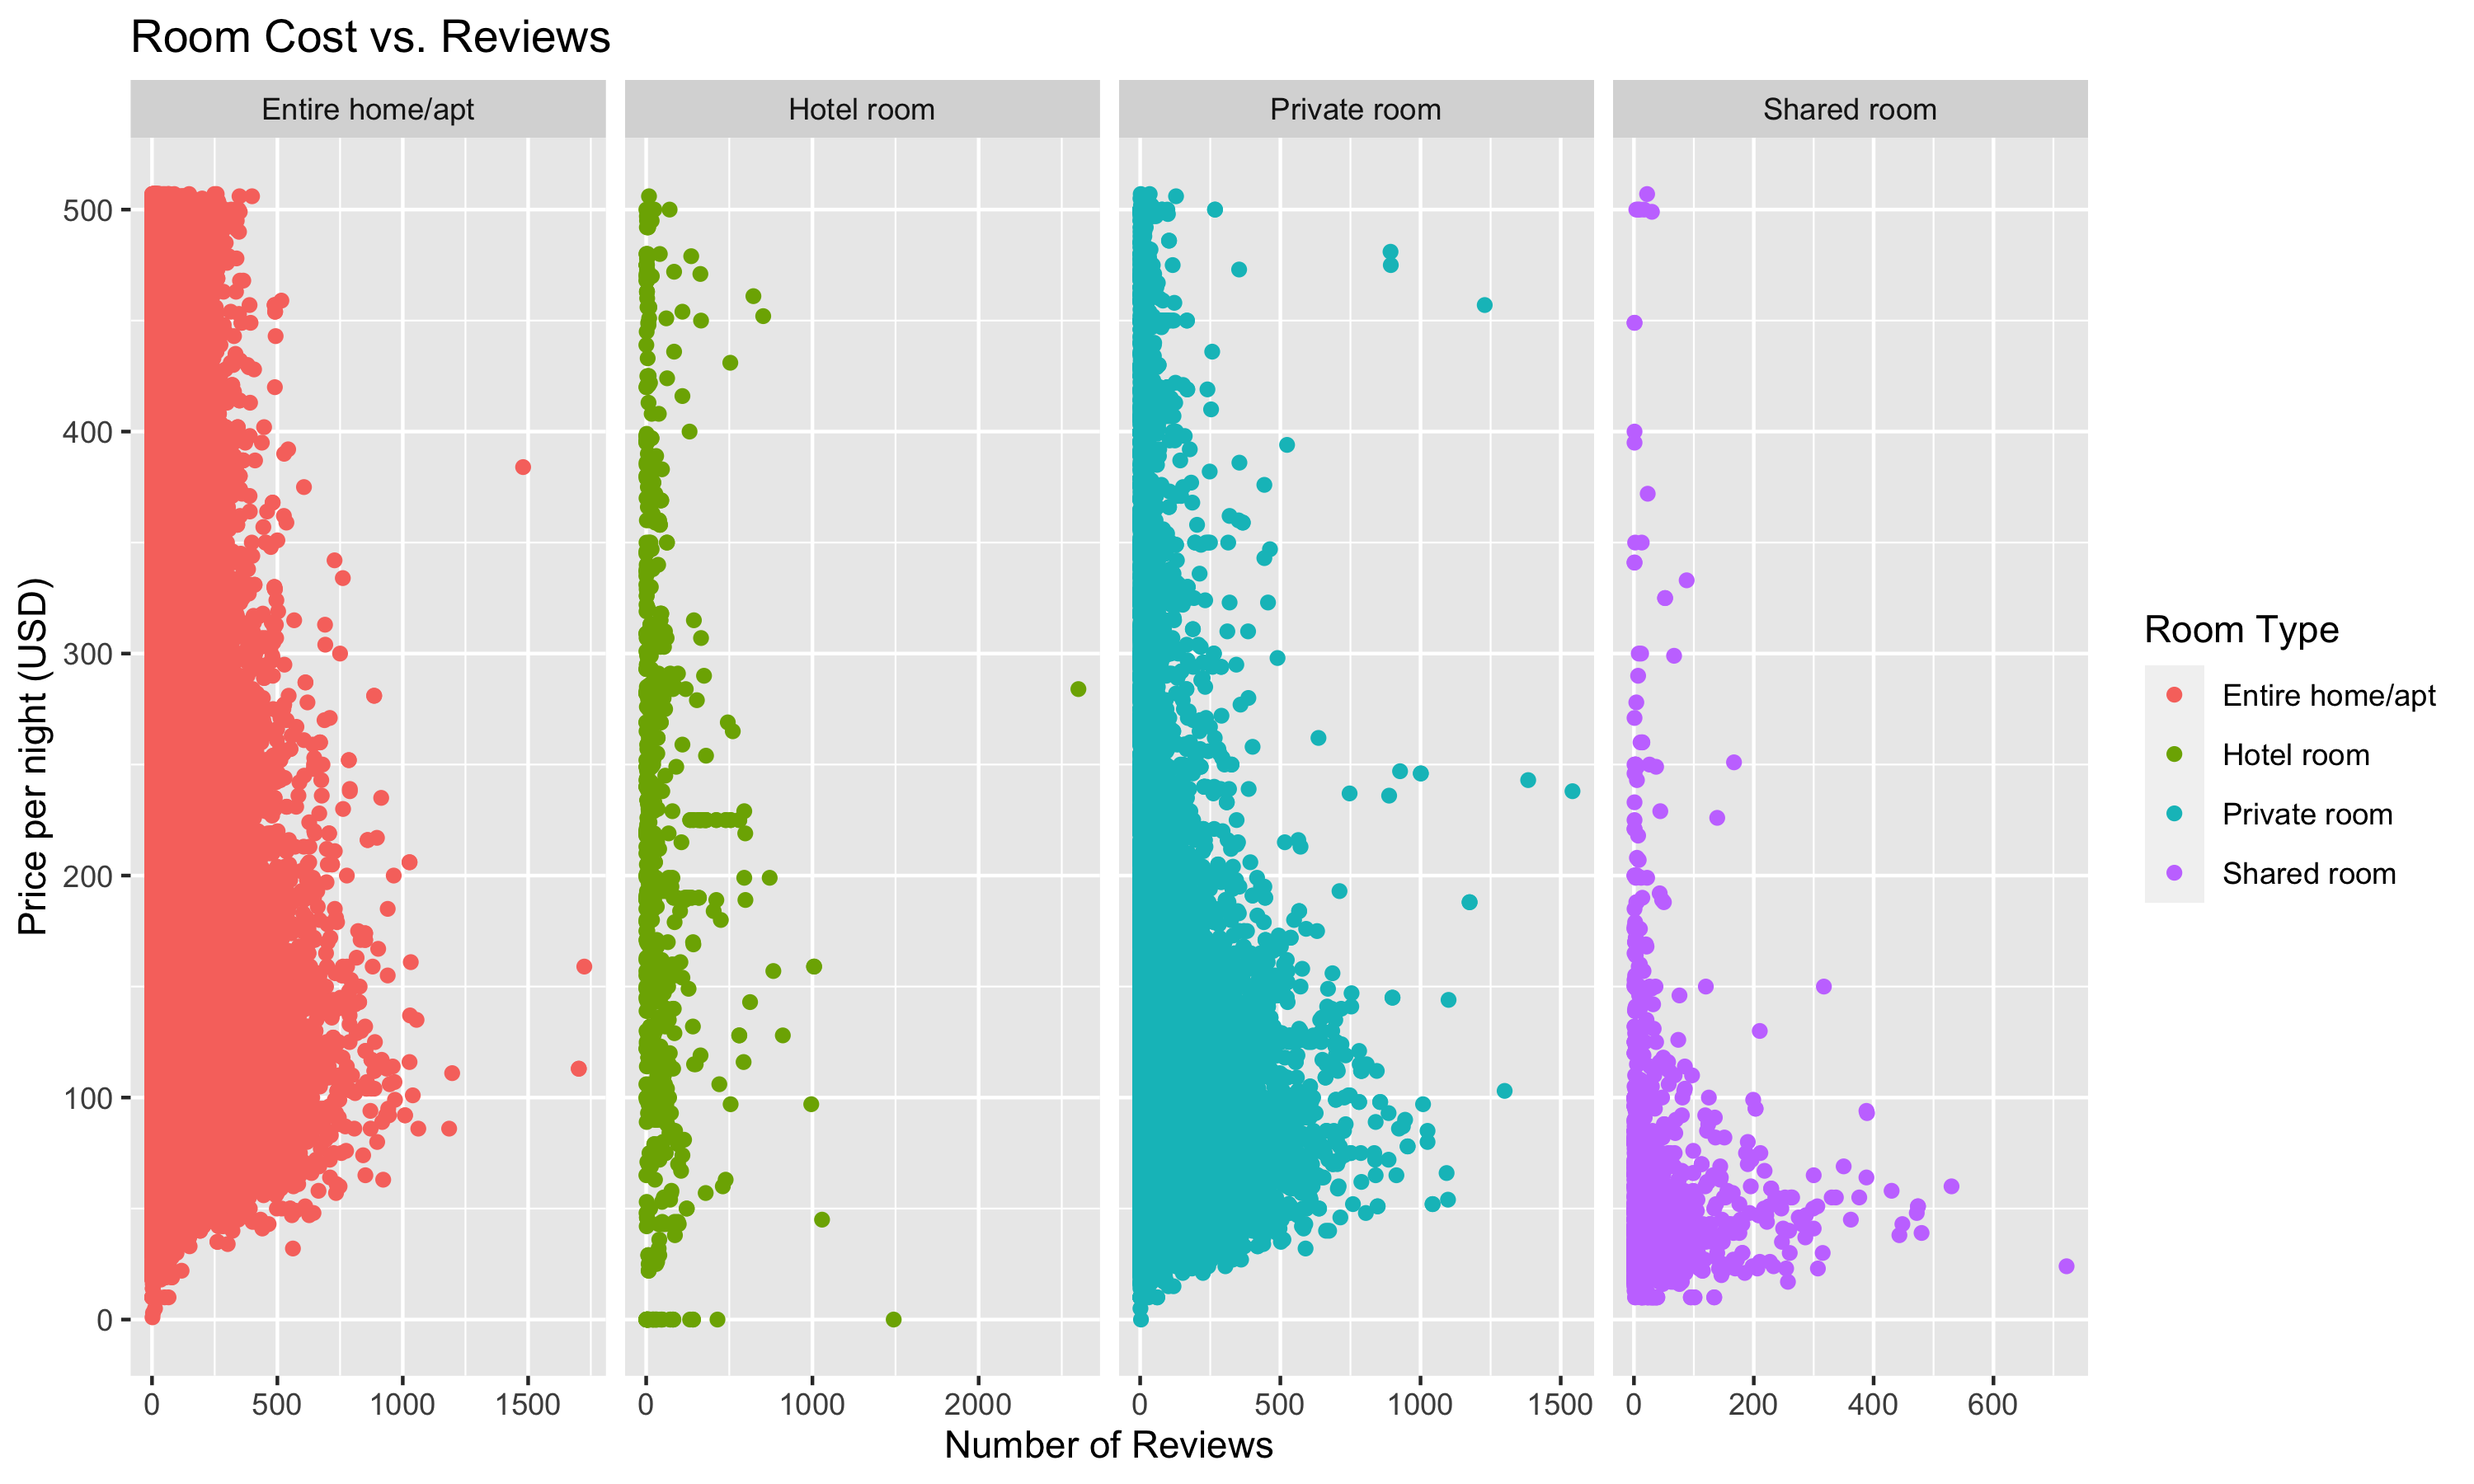 Room Cost vs. Reviews
Entire home/apt
Hotel room
Private room
Shared room
Price per night (USD)
500
400
300
200
100
0
0 500 1000 1500
0 1000 2000
0 500 1000 1500
0 200 400 600
Number of Reviews
Room Type
Entire home/apt
Hotel room
Private room
Shared room